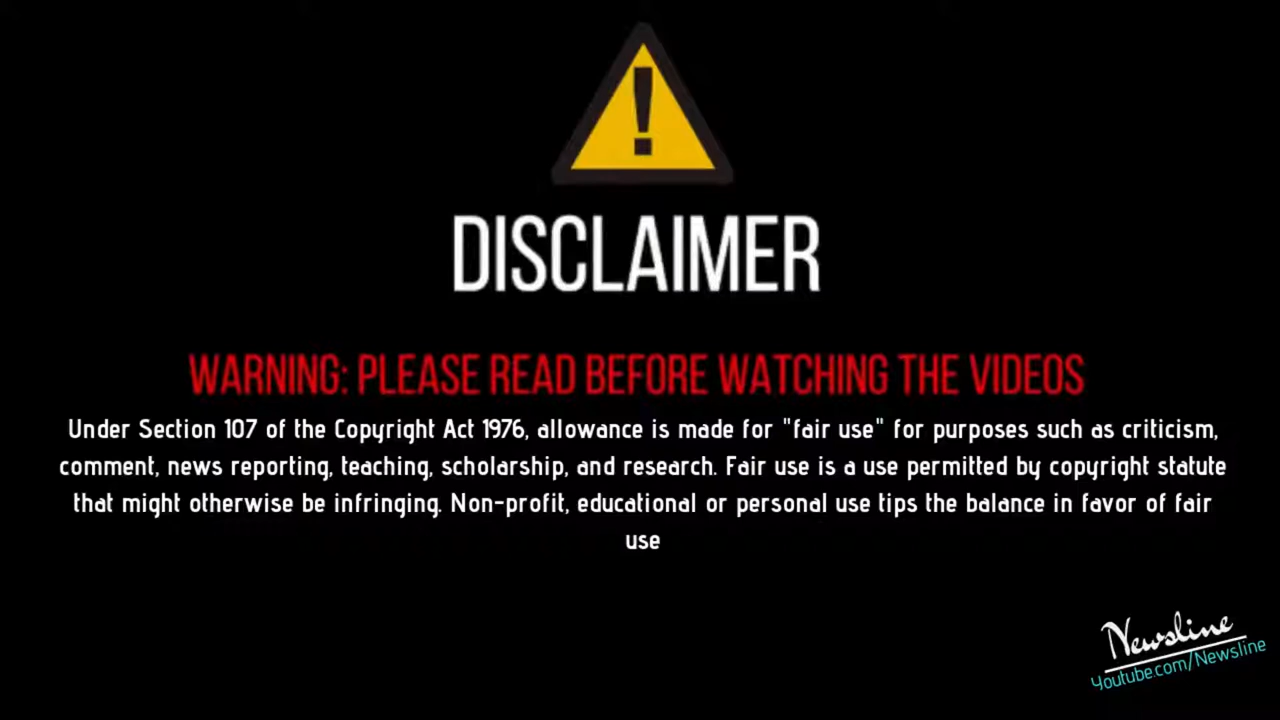 DISCLAIMER
WARNING: PLEASE READ BEFORE WATCHING THE VIDEOS
Under Section 107 of the Copyright Act 1976, allowance is made for "fair use" for purposes such as criticism,
comment, news reporting, teaching, scholarship, and research. Fair use is a use permitted by copyright statute
that might otherwise be infringing. Non-profit, educational or personal use tips the balance in favor of fair
use
Newsline
Youtube.com/Newsline